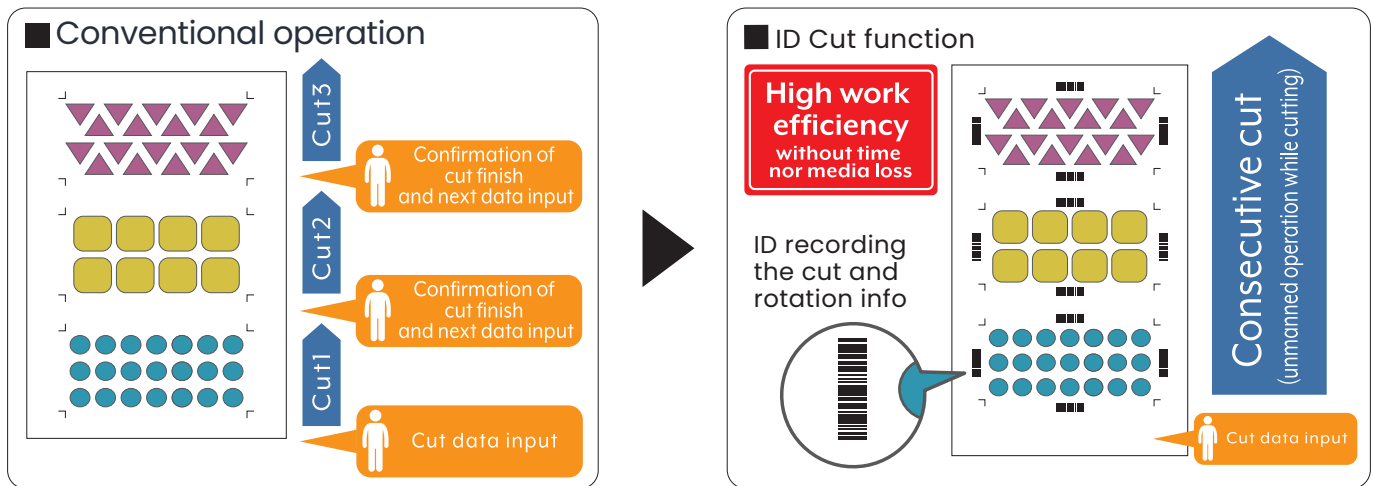 Conventional operation
Cut3
Confirmation of
cut finish
and next data input
Cut2
Confirmation of
cut finish
and next data input
Cut1
Cut data input
ID Cut function
High work
efficiency
without time
nor media loss
ID recording
the cut and
rotation info
Consecutive cut
(unmanned operation while cutting)
Cut data input